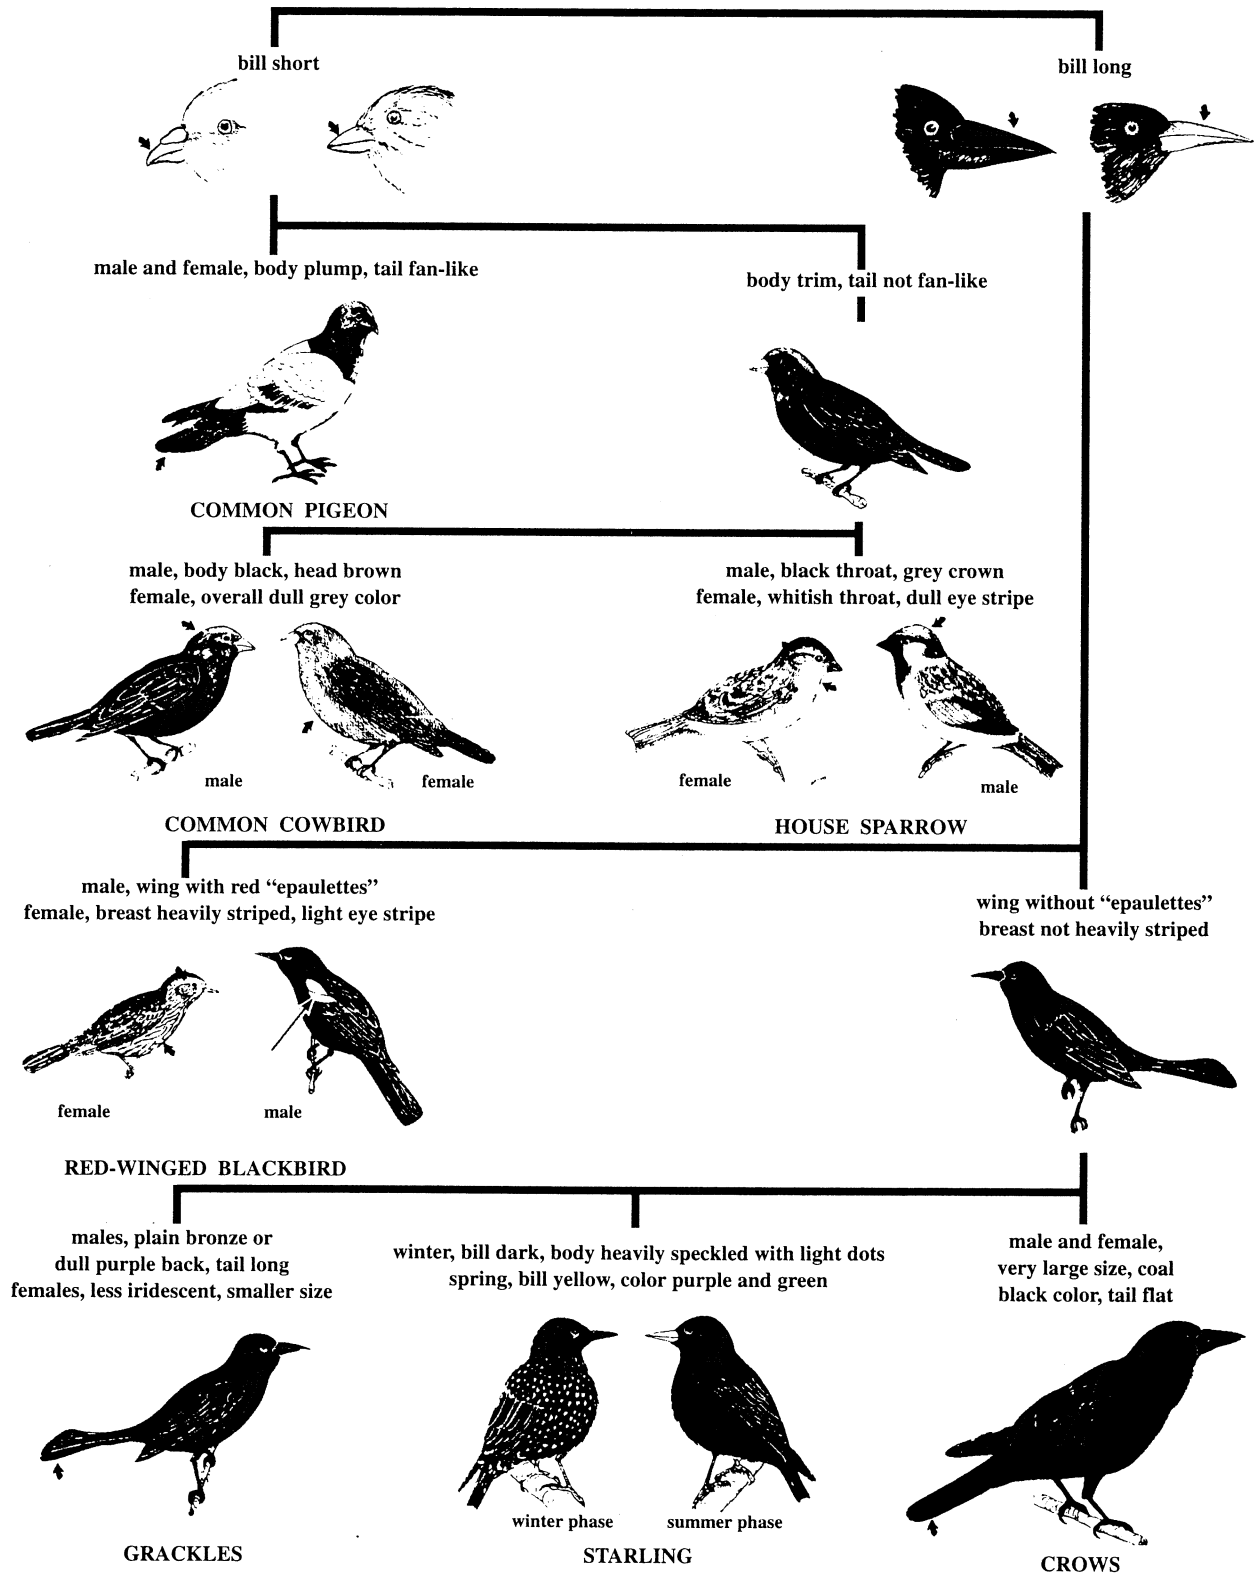 bill short
bill long
male and female, body plump, tail fan-like
body trim, tail not fan-like
COMMON PIGEON
male, body black, head brown
female, overall dull grey color
male, black throat, grey crown
female, whitish throat, dull eye stripe
male
female
female
male
COMMON COWBIRD
HOUSE SPARROW
male, wing with red “epaulettes”
female, breast heavily striped, light eye stripe
wing without “epaulettes”
breast not heavily striped
female
male
RED-WINGED BLACKBIRD
males, plain bronze or
dull purple back, tail long
females, less iridescent, smaller size
winter, bill dark, body heavily speckled with light dots
spring, bill yellow, color purple and green
male and female,
very large size, coal
black color, tail flat
winter phase
summer phase
GRACKLES
STARLING
CROWS